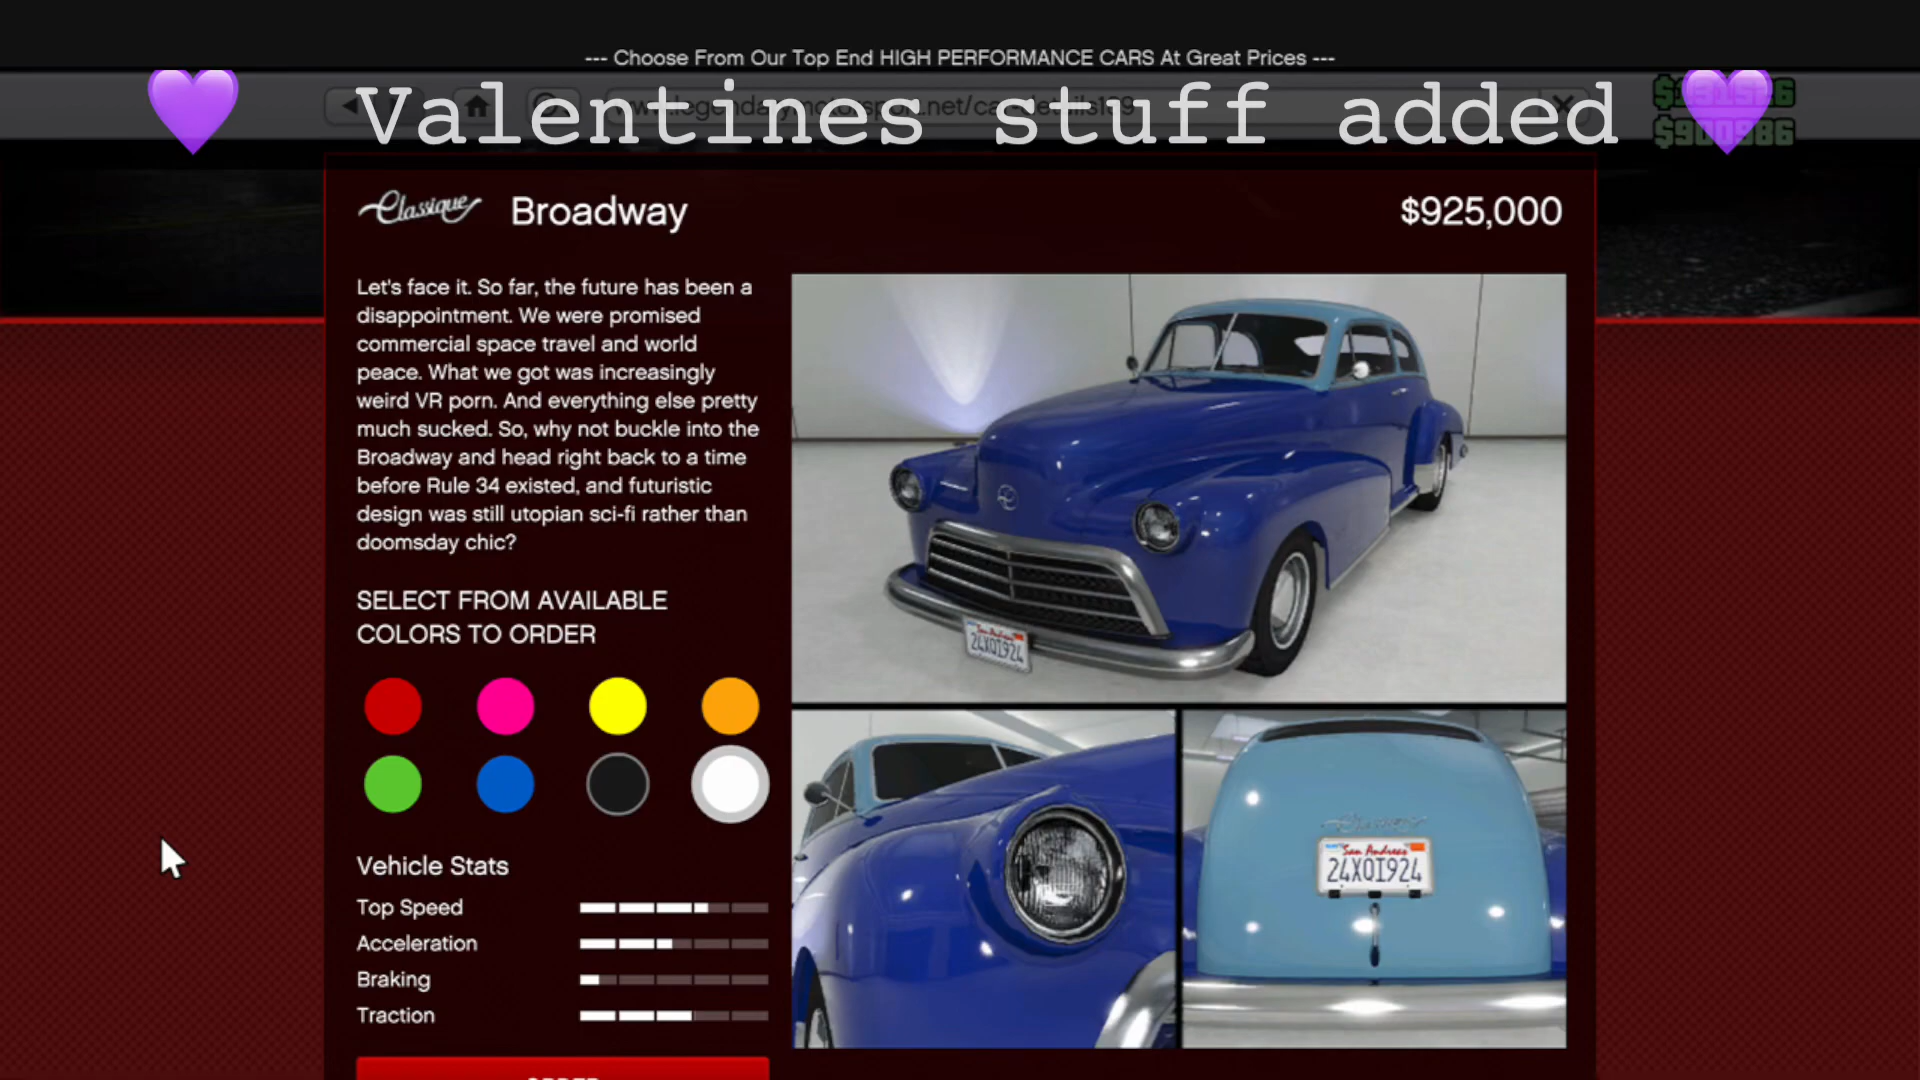 --- Choose From Our Top End HIGH PERFORMANCE CARS At Great Prices ---
Valentines stuff added
Classique Broadway
$925,000
Let's face it. So far, the future has been a
disappointment. We were promised
commercial space travel and world
peace. What we got was increasingly
weird VR porn. And everything else pretty
much sucked. So, why not buckle into the
Broadway and head right back to a time
before Rule 34 existed, and futuristic
design was still utopian sci-fi rather than
doomsday chic?
SELECT FROM AVAILABLE
COLORS TO ORDER
Vehicle Stats
Top Speed
Acceleration
Braking
Traction
San Andreas
24XOI924
Classique
San Andreas
24XOI924